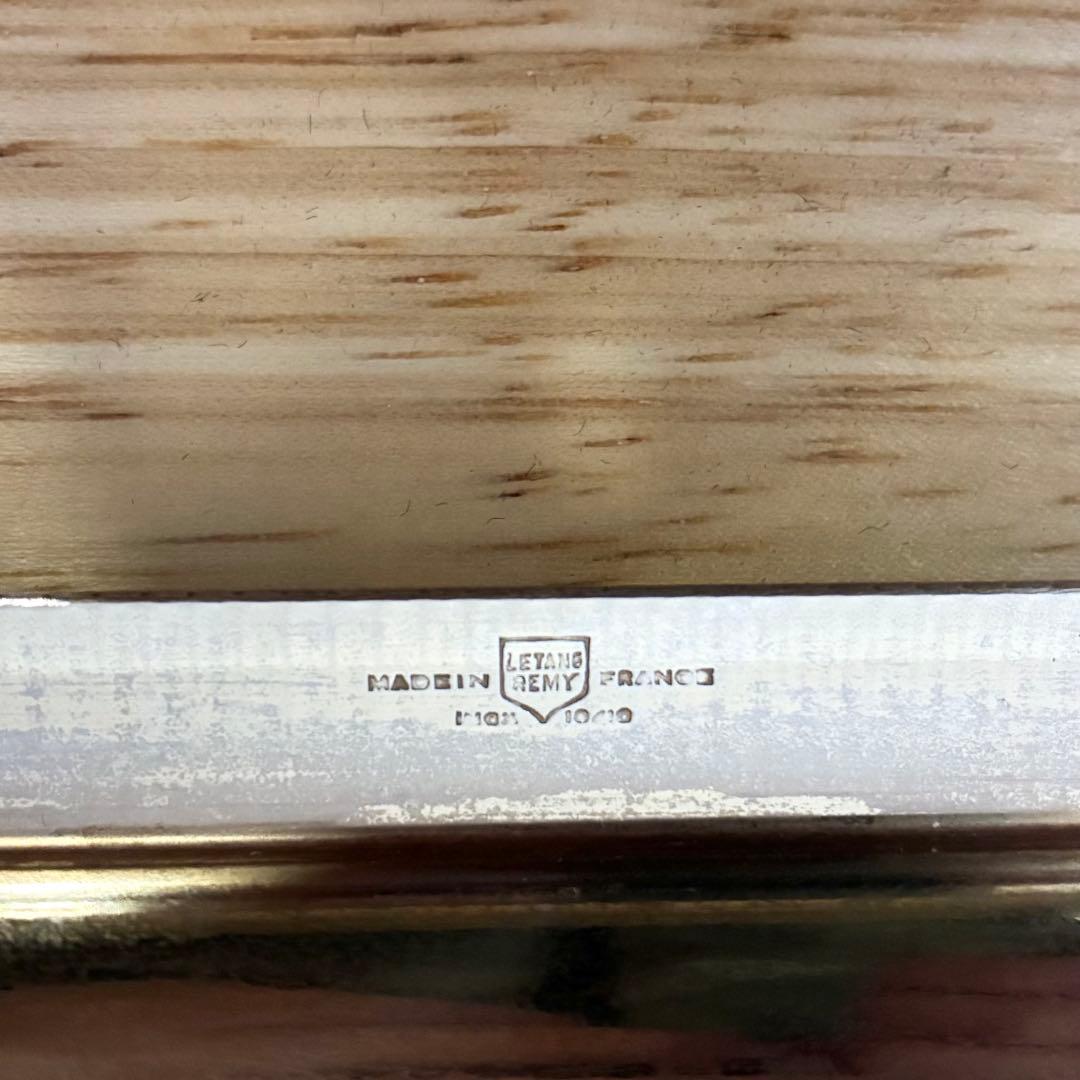 LETANG
MADE IN REMY FRANCE
INOX 18/10